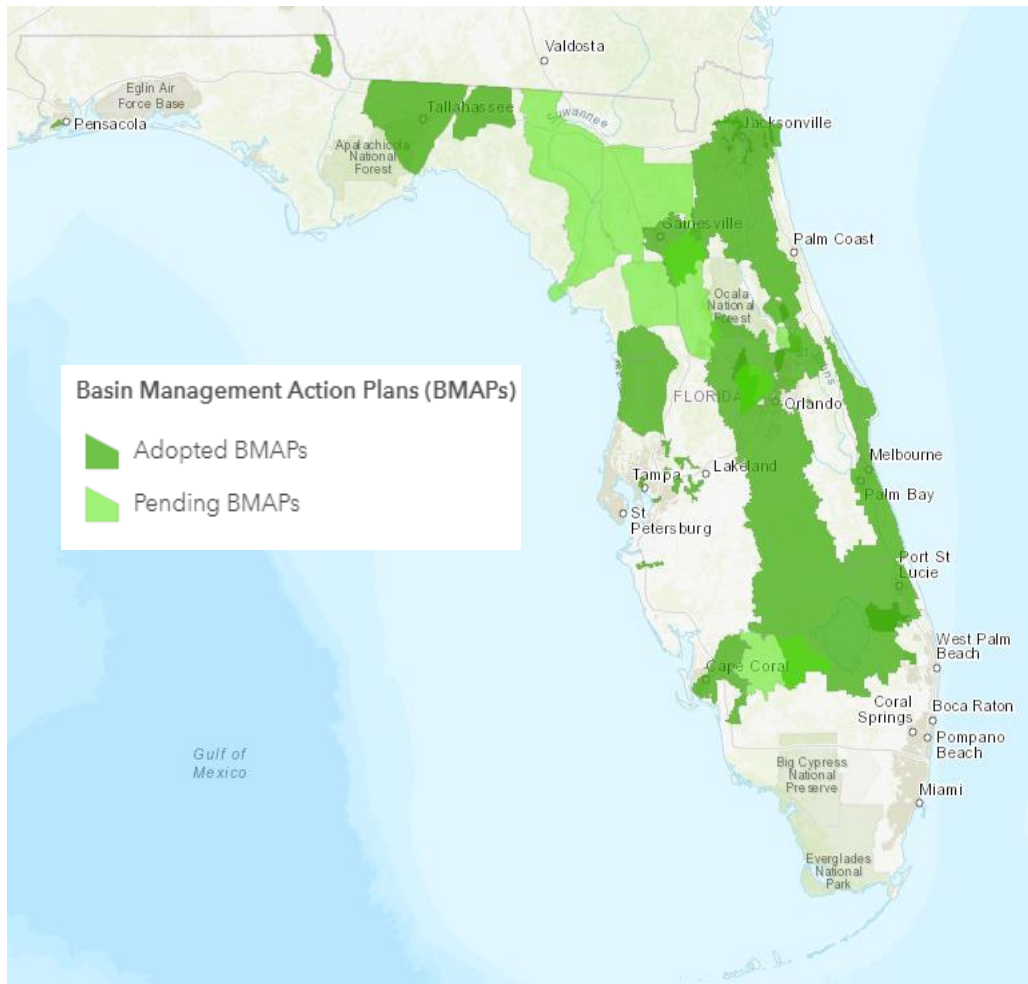 Valdosta
Eglin Air
Force Base
Pensacola
Tallahassee
Suwannee
Jacksonville
Apalachicola
National
Forest
Gainesville
Palm Coast
Ocala
National
Forest
Basin Management Action Plans (BMAPs)
Adopted BMAPs
Pending BMAPs
FLORIDA
Orlando
Melbourne
Lakeland
Tampa
Palm Bay
St
Petersburg
Port St
Lucie
West Palm
Beach
Cape Coral
Coral
Springs
Boca Raton
Pompano
Beach
Gulf of
Mexico
Big Cypress
National
Preserve
Miami
Everglades
National
Park